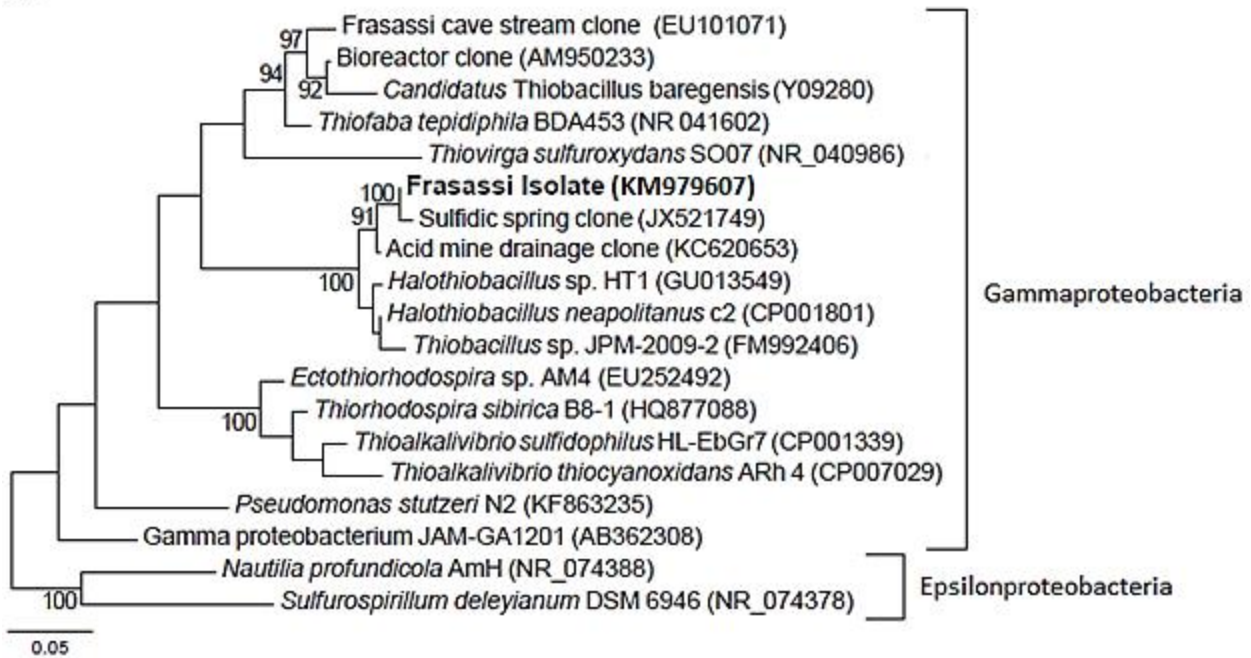 Frasassi cave stream clone (EU101071)
97
Bioreactor clone (AM950233)
94
92
Candidatus Thiobacillus baregensis (Y09280)
Thiofaba tepidiphila BDA453 (NR 041602)
Thiovirga sulfuroxydans SO07 (NR_040986)
100
Frasassi Isolate (KM979607)
91
Sulfidic spring clone (JX521749)
Acid mine drainage clone (KC620653)
100
Halothiobacillus sp. HT1 (GU013549)
Gammaproteobacteria
Halothiobacillus neapolitanus c2 (CP001801)
Thiobacillus sp. JPM-2009-2 (FM992406)
Ectothiorhodospira sp. AM4 (EU252492)
100
Thiorhodospira sibirica B8-1 (HQ877088)
Thioalkalivibrio sulfidophilus HL-EbGr7 (CP001339)
Thioalkalivibrio thiocyanoxidans ARh 4 (CP007029)
Pseudomonas stutzeri N2 (KF863235)
Gamma proteobacterium JAM-GA1201 (AB362308)
Nautilia profundicola AmH (NR_074388)
Epsilonproteobacteria
100
Sulfurospirillum deleyianum DSM 6946 (NR_074378)
0.05